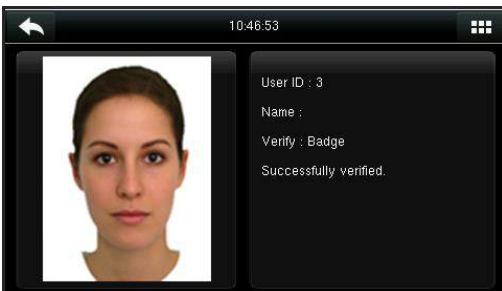 10:46:53
User ID : 3
Name :
Verify : Badge
Successfully verified.